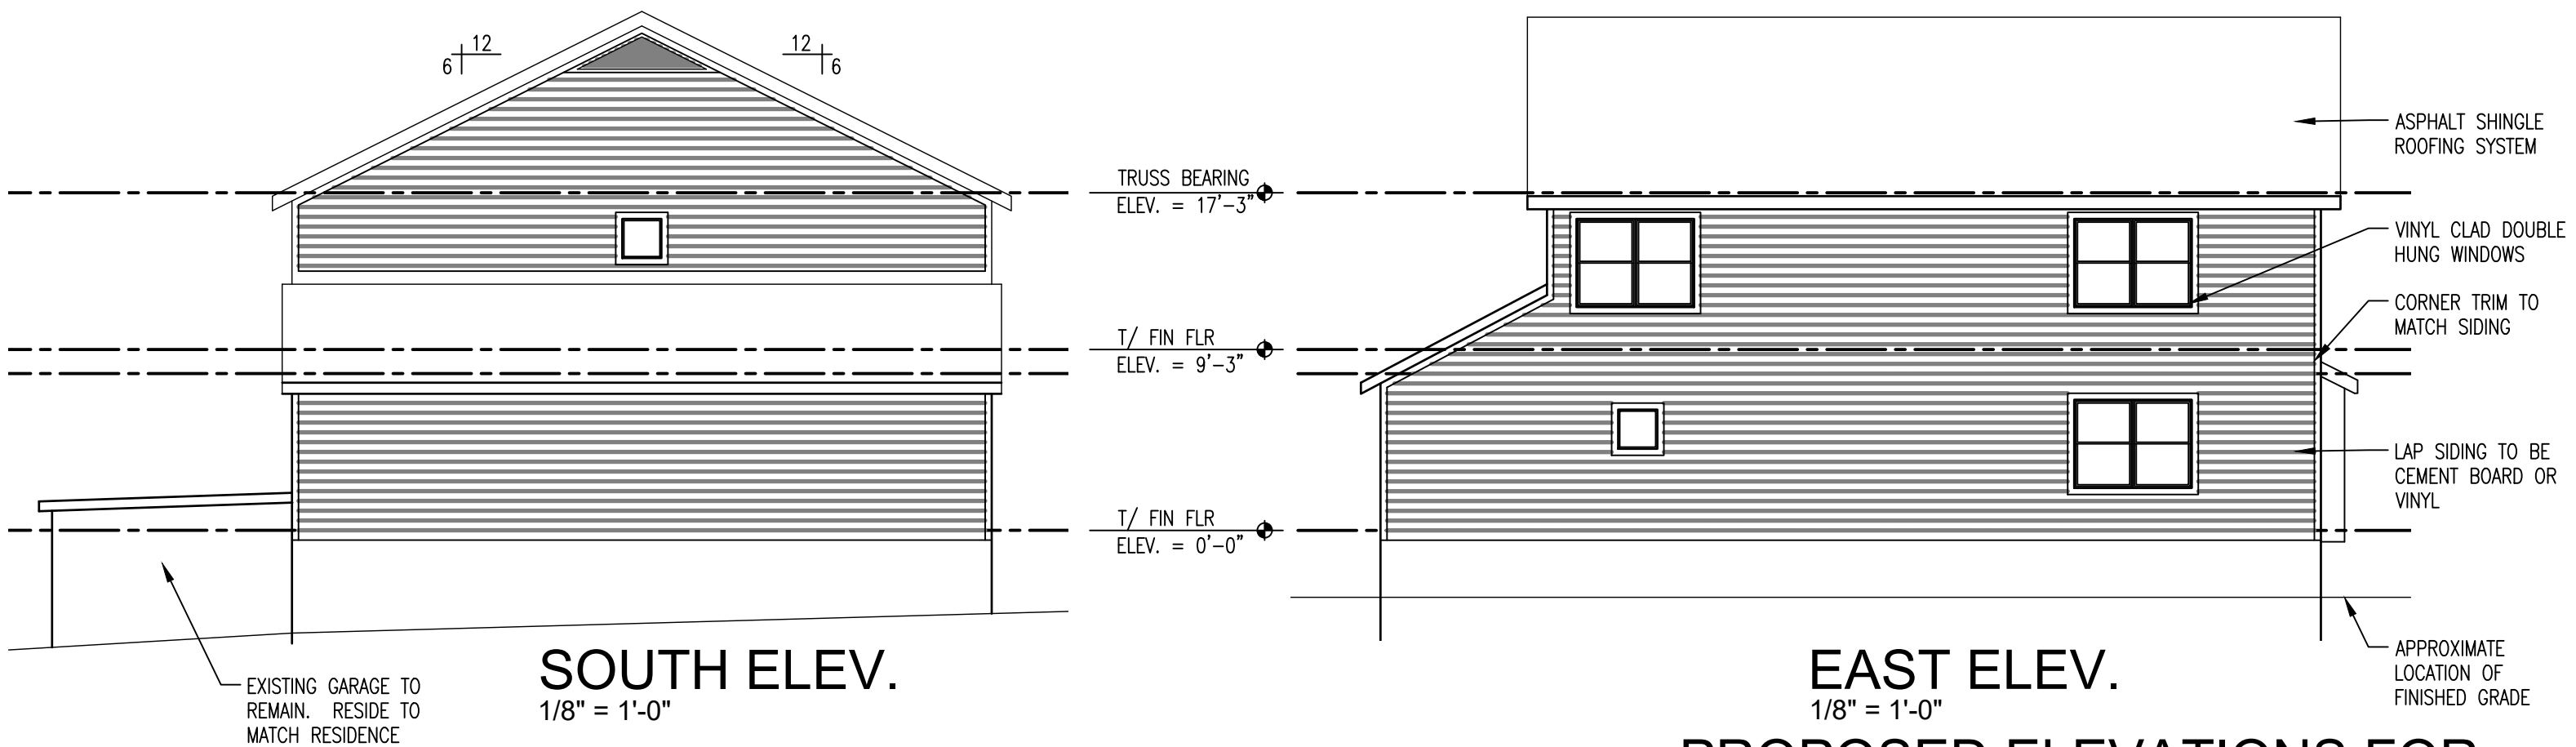 12
6
12
6
TRUSS BEARING
ELEV. = 17'-3"
T/ FIN FLR
ELEV. = 9'-3"
T/ FIN FLR
ELEV. = 0'-0"
EXISTING GARAGE TO
REMAIN. RESIDE TO
MATCH RESIDENCE
SOUTH ELEV.
1/8" = 1'-0"
ASPHALT SHINGLE
ROOFING SYSTEM
VINYL CLAD DOUBLE
HUNG WINDOWS
CORNER TRIM TO
MATCH SIDING
LAP SIDING TO BE
CEMENT BOARD OR
VINYL
APPROXIMATE
LOCATION OF
FINISHED GRADE
EAST ELEV.
1/8" = 1'-0"
PROPOSED ELEVATIONS FOR